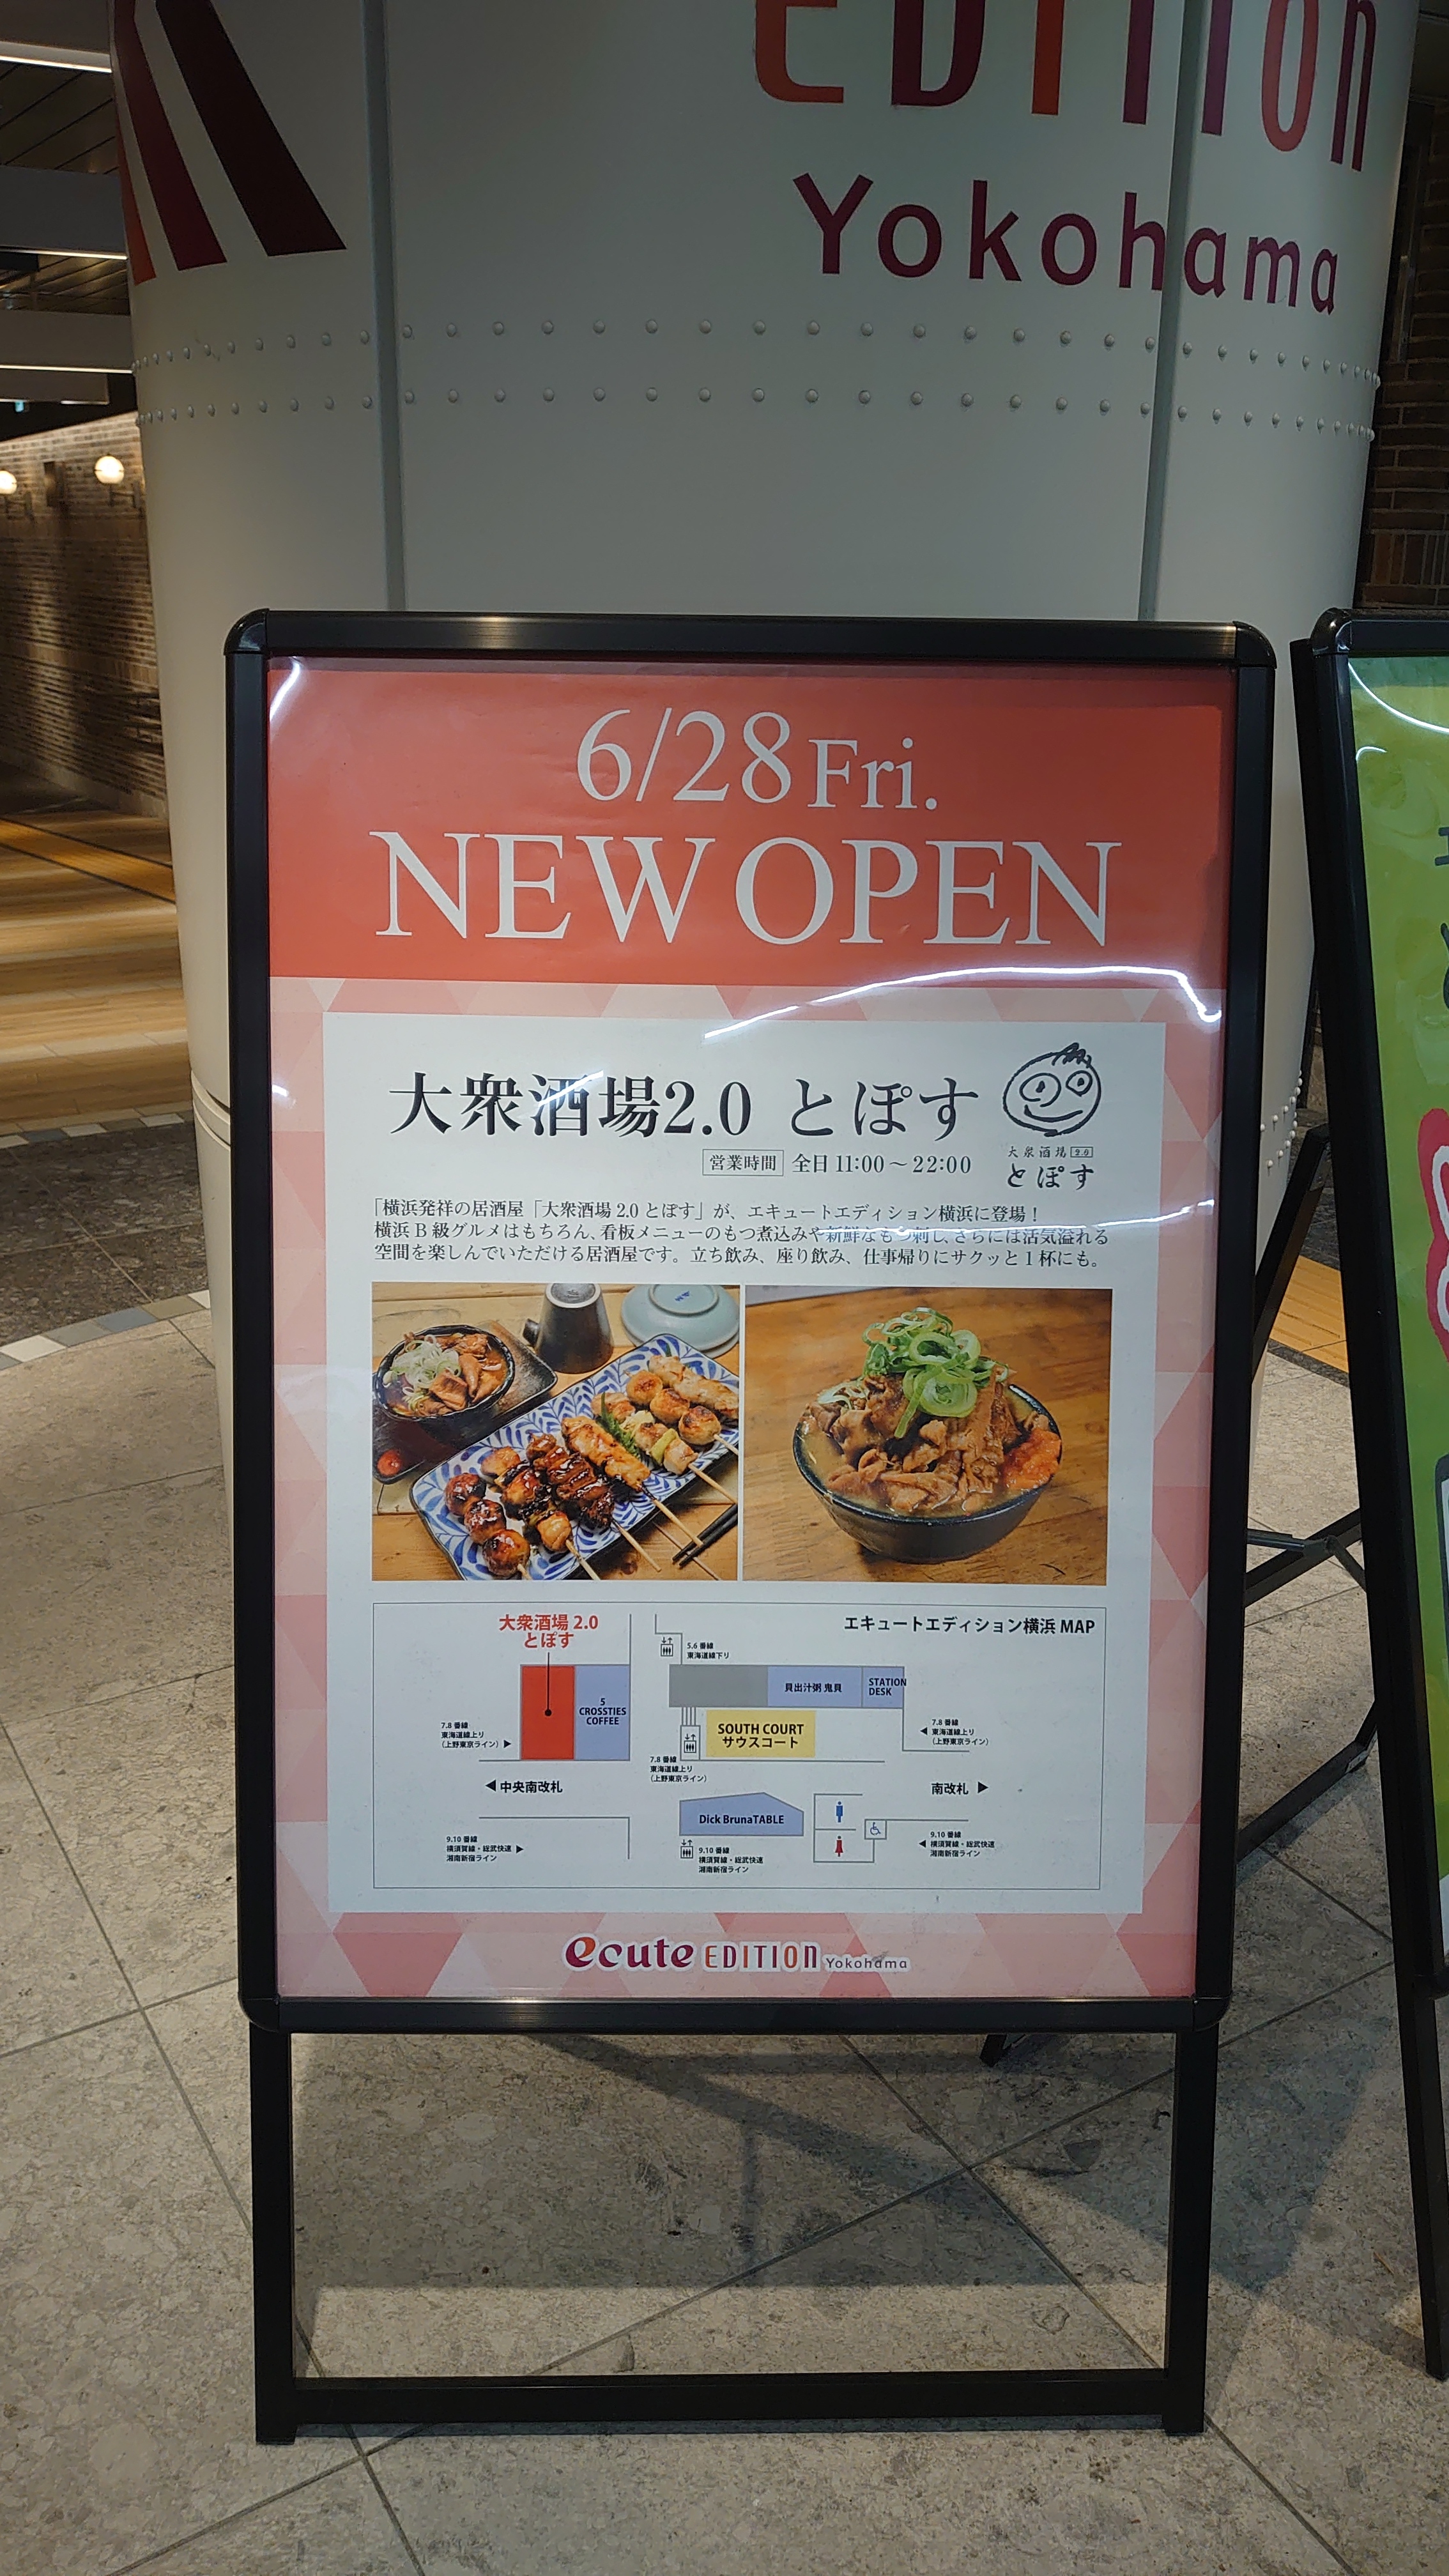 EDITION
Yokohama
6/28 Fri.
NEW OPEN
大衆酒場2.0 とぽす
営業時間 全日 11:00～22:00
大衆酒場 2.0
とぽす
「横浜発祥の居酒屋「大衆酒場 2.0 とぽす」が、エキュートエディション横浜に登場！
横浜 B 級グルメはもちろん、看板メニューのもつ煮込みや新鮮なもつ刺し、さらには活気溢れる
空間を楽しんでいただける居酒屋です。立ち飲み、座り飲み、仕事帰りにサクッと 1 杯にも。
エキュートエディション横浜 MAP
大衆酒場 2.0
とぽす
5.6 番線
東海道線下り
5
CROSSTIES
COFFEE
貝出汁粥 鬼貝
STATION
DESK
SOUTH COURT
サウスコート
7.8 番線
東海道線上り
(上野東京ライン) ▶
7.8 番線
東海道線上り
(上野東京ライン)
7.8 番線
◀ 東海道線上り
(上野東京ライン)
◀ 中央南改札
南改札 ▶
Dick BrunaTABLE
9.10 番線
横須賀線・総武快速 ▶
湘南新宿ライン
9.10 番線
横須賀線・総武快速
湘南新宿ライン
9.10 番線
◀ 横須賀線・総武快速
湘南新宿ライン
ecute EDITION Yokohama